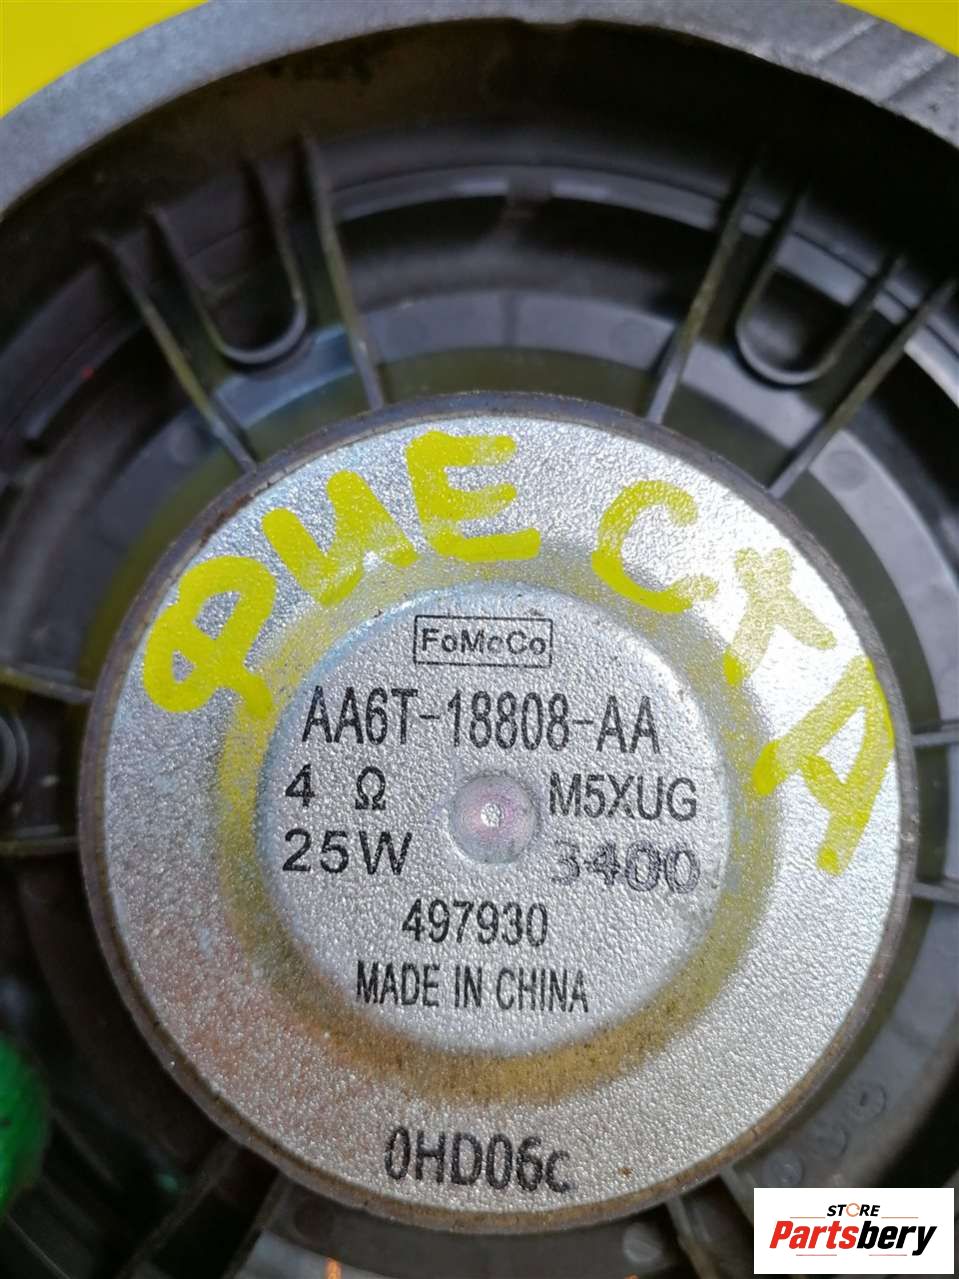 ФИЕСТА
FoMoCo
AA6T-18808-AA
4 Ω M5XUG
25W 3400
497930
MADE IN CHINA
0HD06c
STORE
Partsbery